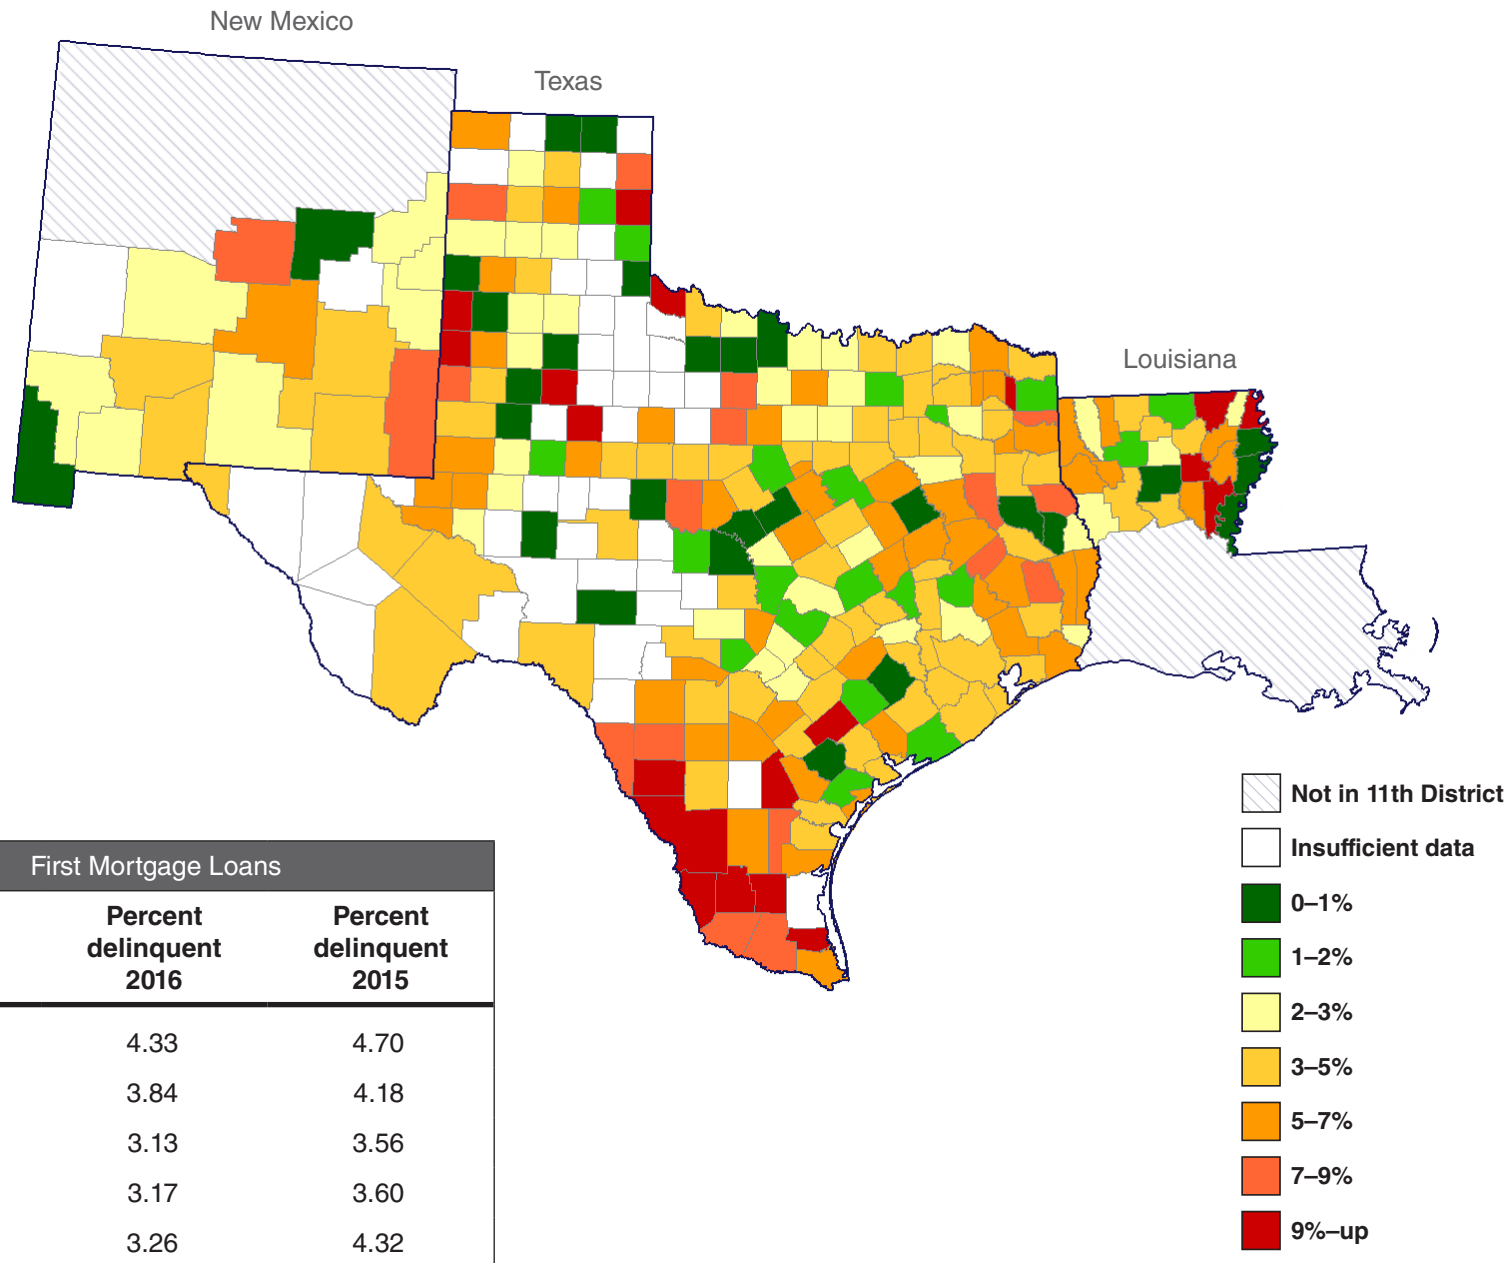 New Mexico
Texas
Louisiana
Not in 11th District
Insufficient data
0–1%
1–2%
2–3%
3–5%
5–7%
7–9%
9%–up
First Mortgage Loans
Percent delinquent 2016 Percent delinquent 2015
4.33 4.70
3.84 4.18
3.13 3.56
3.17 3.60
3.26 4.32